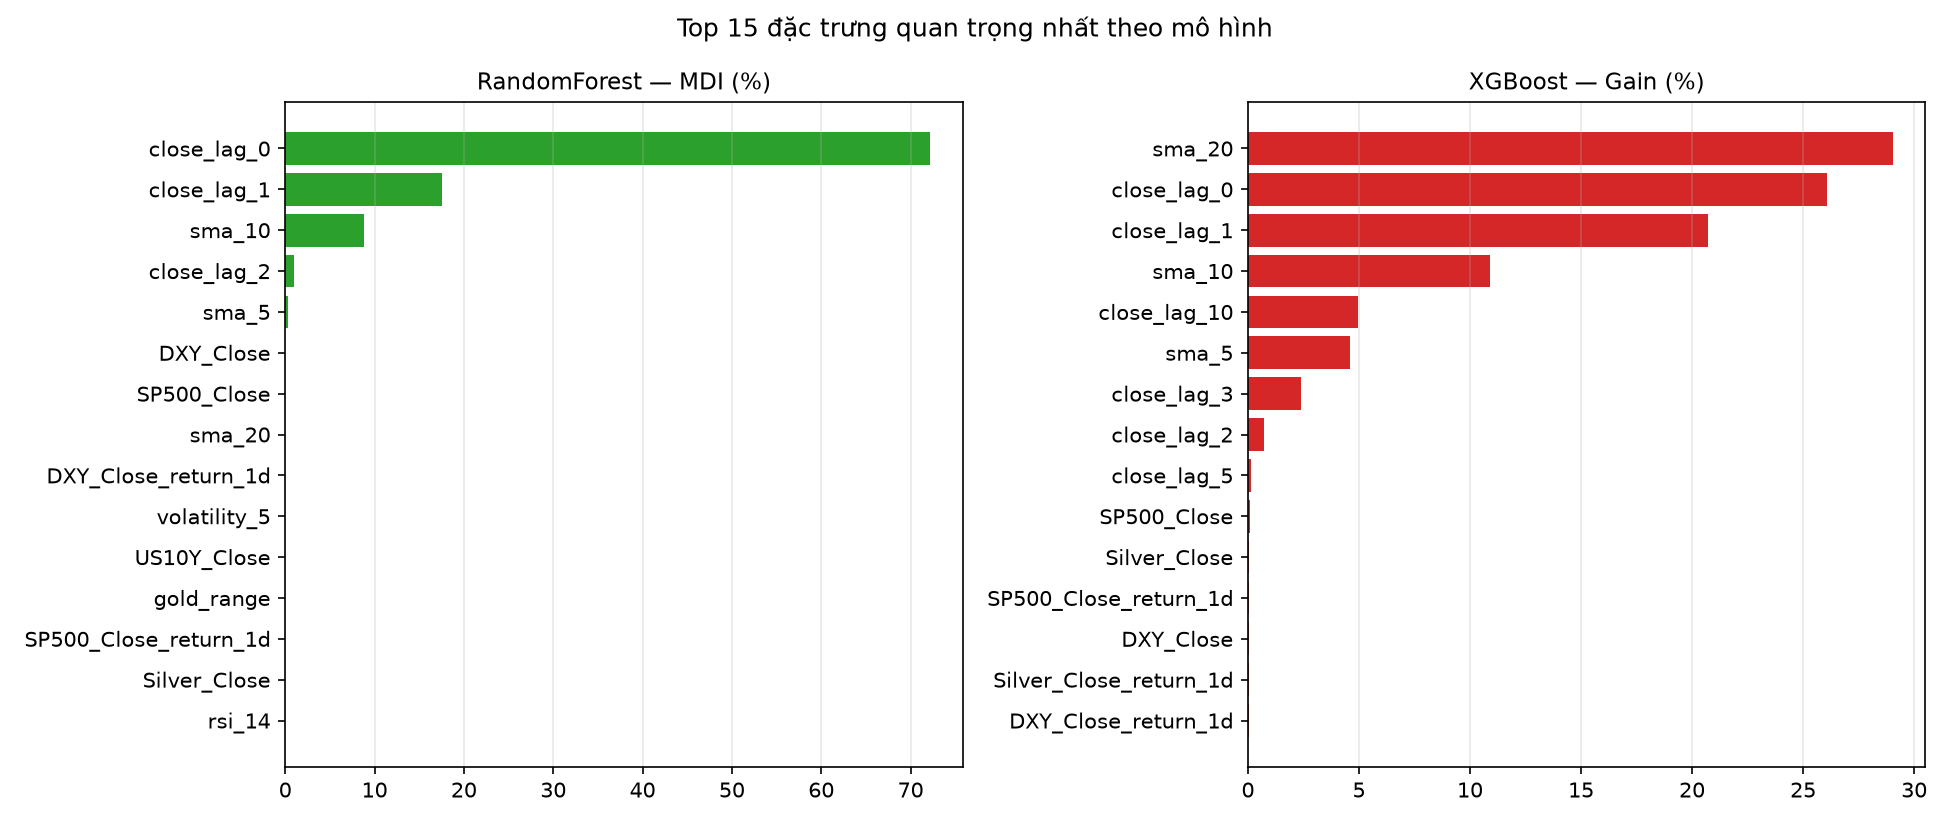 Top 15 đặc trưng quan trọng nhất theo mô hình
RandomForest — MDI (%)
close_lag_0
close_lag_1
sma_10
close_lag_2
sma_5
DXY_Close
SP500_Close
sma_20
DXY_Close_return_1d
volatility_5
US10Y_Close
gold_range
SP500_Close_return_1d
Silver_Close
rsi_14
0 10 20 30 40 50 60 70
XGBoost — Gain (%)
sma_20
close_lag_0
close_lag_1
sma_10
close_lag_10
sma_5
close_lag_3
close_lag_2
close_lag_5
SP500_Close
Silver_Close
SP500_Close_return_1d
DXY_Close
Silver_Close_return_1d
DXY_Close_return_1d
0 5 10 15 20 25 30